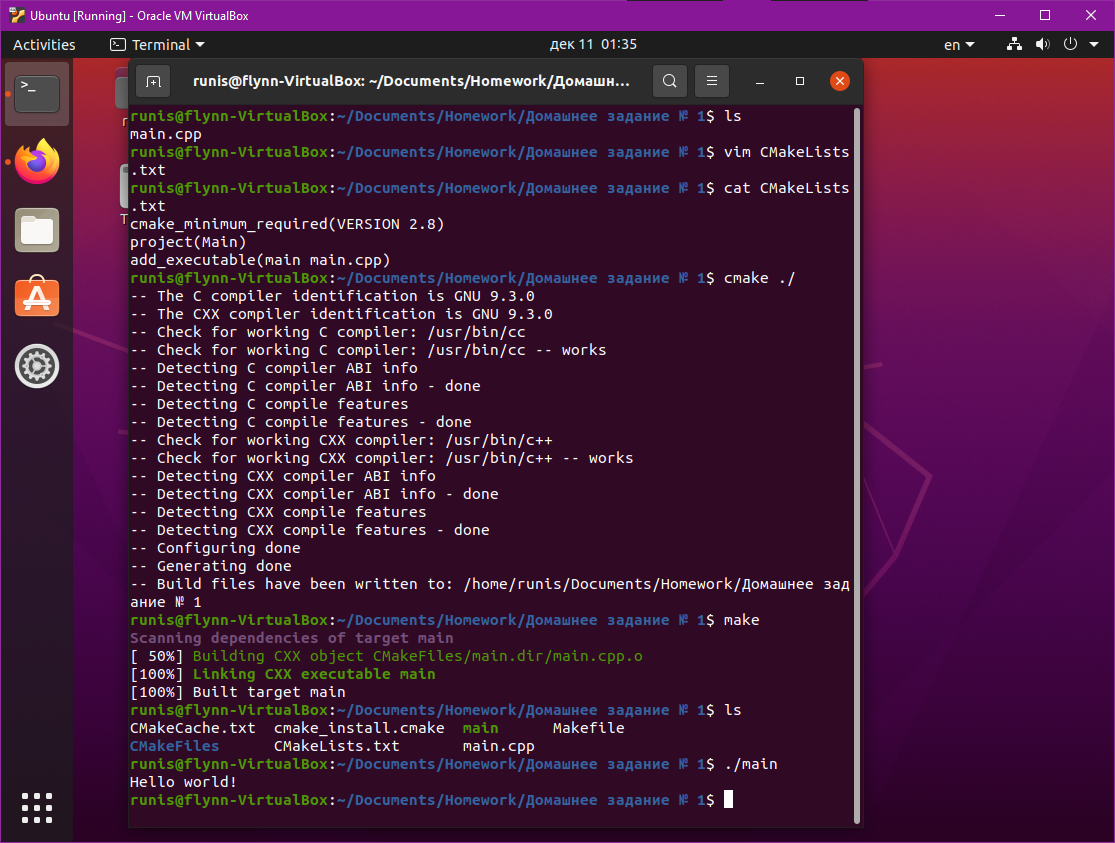 Ubuntu [Running] - Oracle VM VirtualBox
Activities Terminal дек 11 01:35 en
runis@flynn-VirtualBox: ~/Documents/Homework/Домашн...
runis@flynn-VirtualBox:~/Documents/Homework/Домашнее задание № 1$ ls
main.cpp
runis@flynn-VirtualBox:~/Documents/Homework/Домашнее задание № 1$ vim CMakeLists
.txt
runis@flynn-VirtualBox:~/Documents/Homework/Домашнее задание № 1$ cat CMakeLists
.txt
cmake_minimum_required(VERSION 2.8)
project(Main)
add_executable(main main.cpp)
runis@flynn-VirtualBox:~/Documents/Homework/Домашнее задание № 1$ cmake ./
-- The C compiler identification is GNU 9.3.0
-- The CXX compiler identification is GNU 9.3.0
-- Check for working C compiler: /usr/bin/cc
-- Check for working C compiler: /usr/bin/cc -- works
-- Detecting C compiler ABI info
-- Detecting C compiler ABI info - done
-- Detecting C compile features
-- Detecting C compile features - done
-- Check for working CXX compiler: /usr/bin/c++
-- Check for working CXX compiler: /usr/bin/c++ -- works
-- Detecting CXX compiler ABI info
-- Detecting CXX compiler ABI info - done
-- Detecting CXX compile features
-- Detecting CXX compile features - done
-- Configuring done
-- Generating done
-- Build files have been written to: /home/runis/Documents/Homework/Домашнее зад
ание № 1
runis@flynn-VirtualBox:~/Documents/Homework/Домашнее задание № 1$ make
Scanning dependencies of target main
[ 50%] Building CXX object CMakeFiles/main.dir/main.cpp.o
[100%] Linking CXX executable main
[100%] Built target main
runis@flynn-VirtualBox:~/Documents/Homework/Домашнее задание № 1$ ls
CMakeCache.txt cmake_install.cmake main Makefile
CMakeFiles CMakeLists.txt main.cpp
runis@flynn-VirtualBox:~/Documents/Homework/Домашнее задание № 1$ ./main
Hello world!
runis@flynn-VirtualBox:~/Documents/Homework/Домашнее задание № 1$